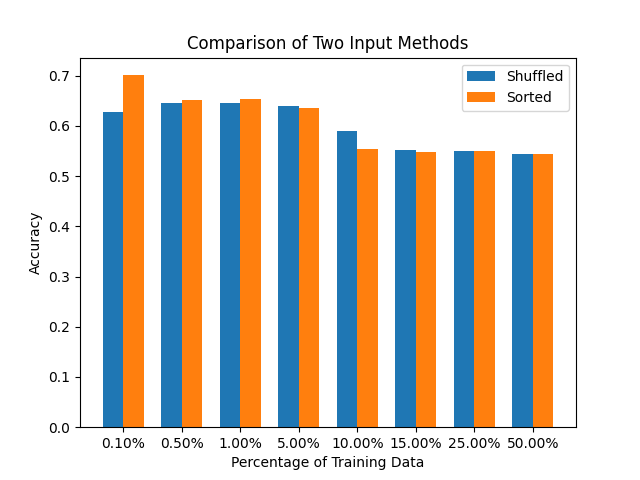 Comparison of Two Input Methods
Shuffled
Sorted
Accuracy
0.7
0.6
0.5
0.4
0.3
0.2
0.1
0.0
0.10% 0.50% 1.00% 5.00% 10.00% 15.00% 25.00% 50.00%
Percentage of Training Data